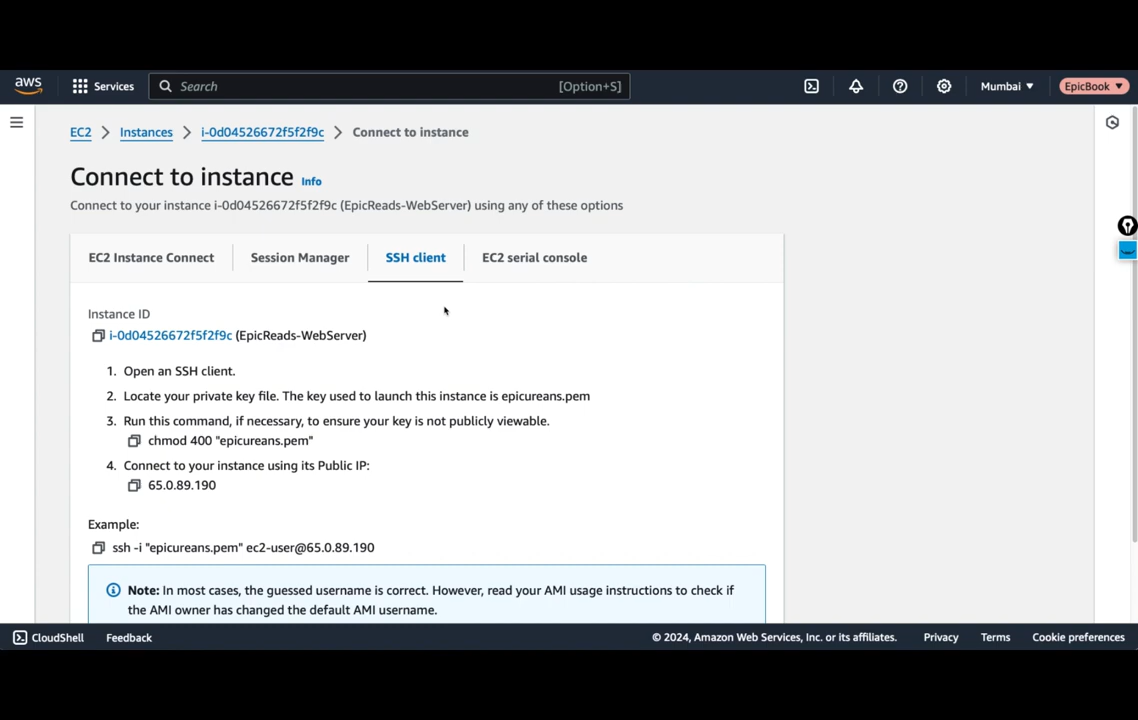 aws Services Search [Option+S] Mumbai EpicBook
EC2 Instances i-0d04526672f5f2f9c Connect to instance
Connect to instance Info
Connect to your instance i-0d04526672f5f2f9c (EpicReads-WebServer) using any of these options
EC2 Instance Connect Session Manager SSH client EC2 serial console
Instance ID
i-0d04526672f5f2f9c (EpicReads-WebServer)
1. Open an SSH client.
2. Locate your private key file. The key used to launch this instance is epicureans.pem
3. Run this command, if necessary, to ensure your key is not publicly viewable.
chmod 400 "epicureans.pem"
4. Connect to your instance using its Public IP:
65.0.89.190
Example:
ssh -i "epicureans.pem" ec2-user@65.0.89.190
Note: In most cases, the guessed username is correct. However, read your AMI usage instructions to check if
the AMI owner has changed the default AMI username.
CloudShell Feedback © 2024, Amazon Web Services, Inc. or its affiliates. Privacy Terms Cookie preferences